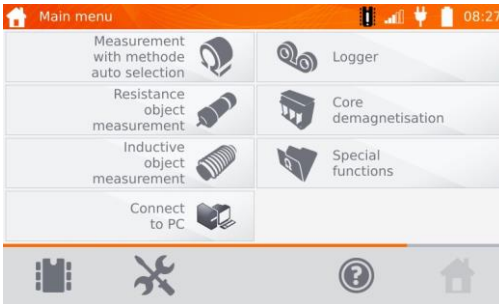 Main menu
08:27
Measurement
with methode
auto selection
Logger
Resistance
object
measurement
Core
demagnetisation
Inductive
object
measurement
Special
functions
Connect
to PC